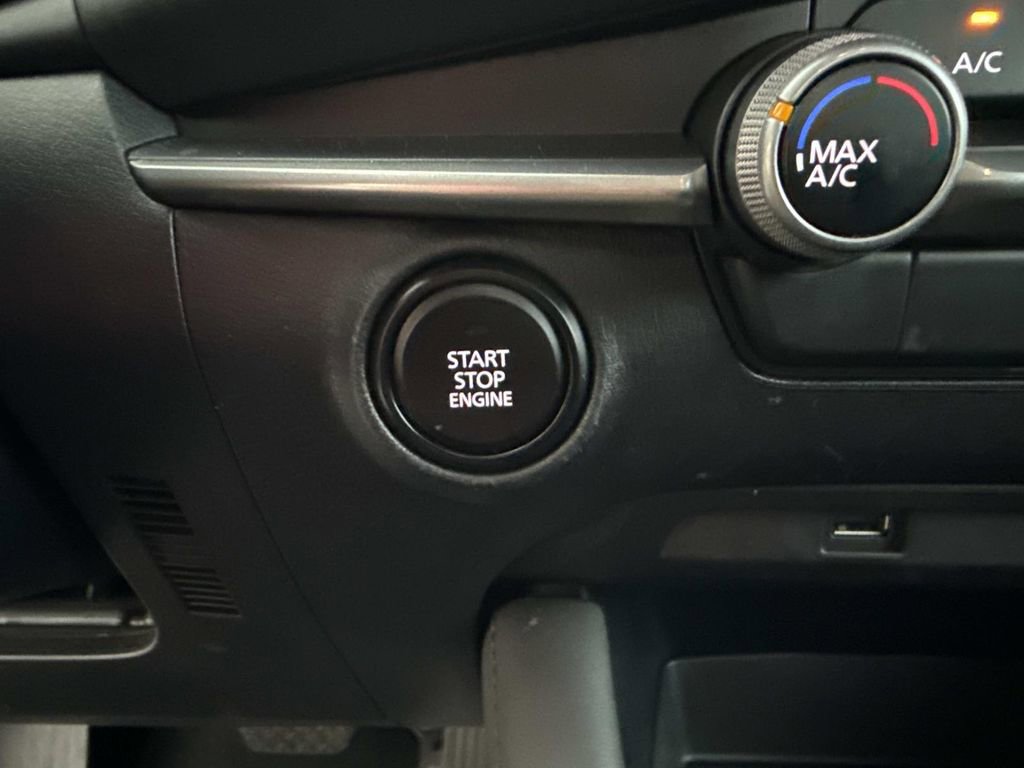 A/C
MAX
A/C
START
STOP
ENGINE